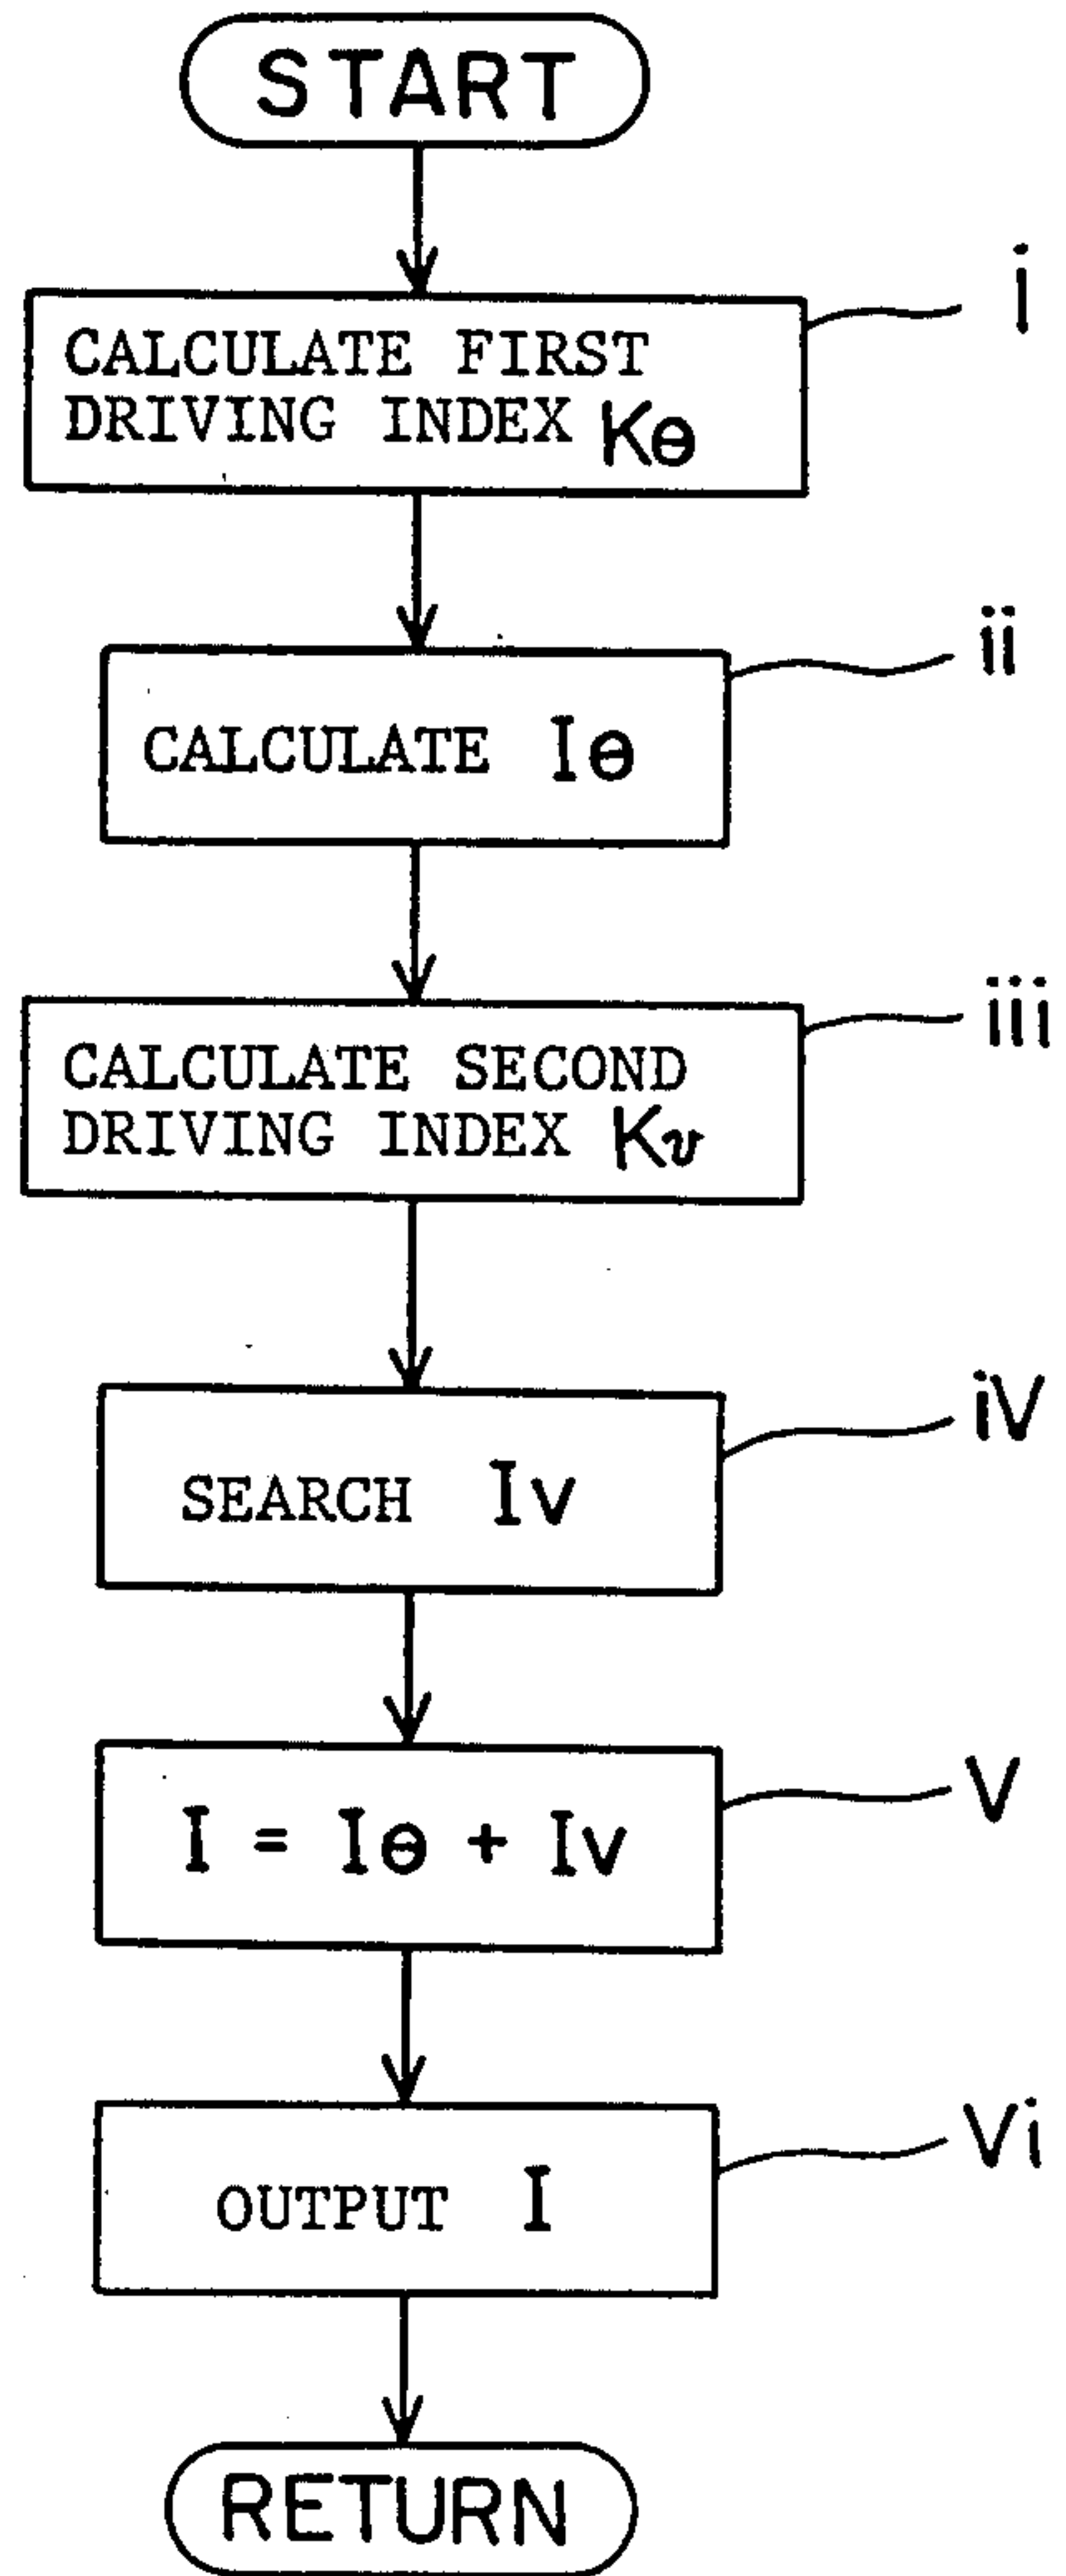 START
i
CALCULATE FIRST
DRIVING INDEX Kθ
ii
CALCULATE Iθ
iii
CALCULATE SECOND
DRIVING INDEX Kv
iV
SEARCH Iv
V
I = Iθ + Iv
Vi
OUTPUT I
RETURN